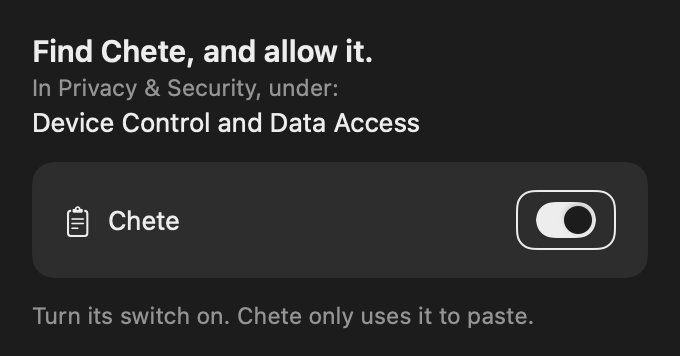 Find Chete, and allow it.
In Privacy & Security, under:
Device Control and Data Access
Chete
Turn its switch on. Chete only uses it to paste.